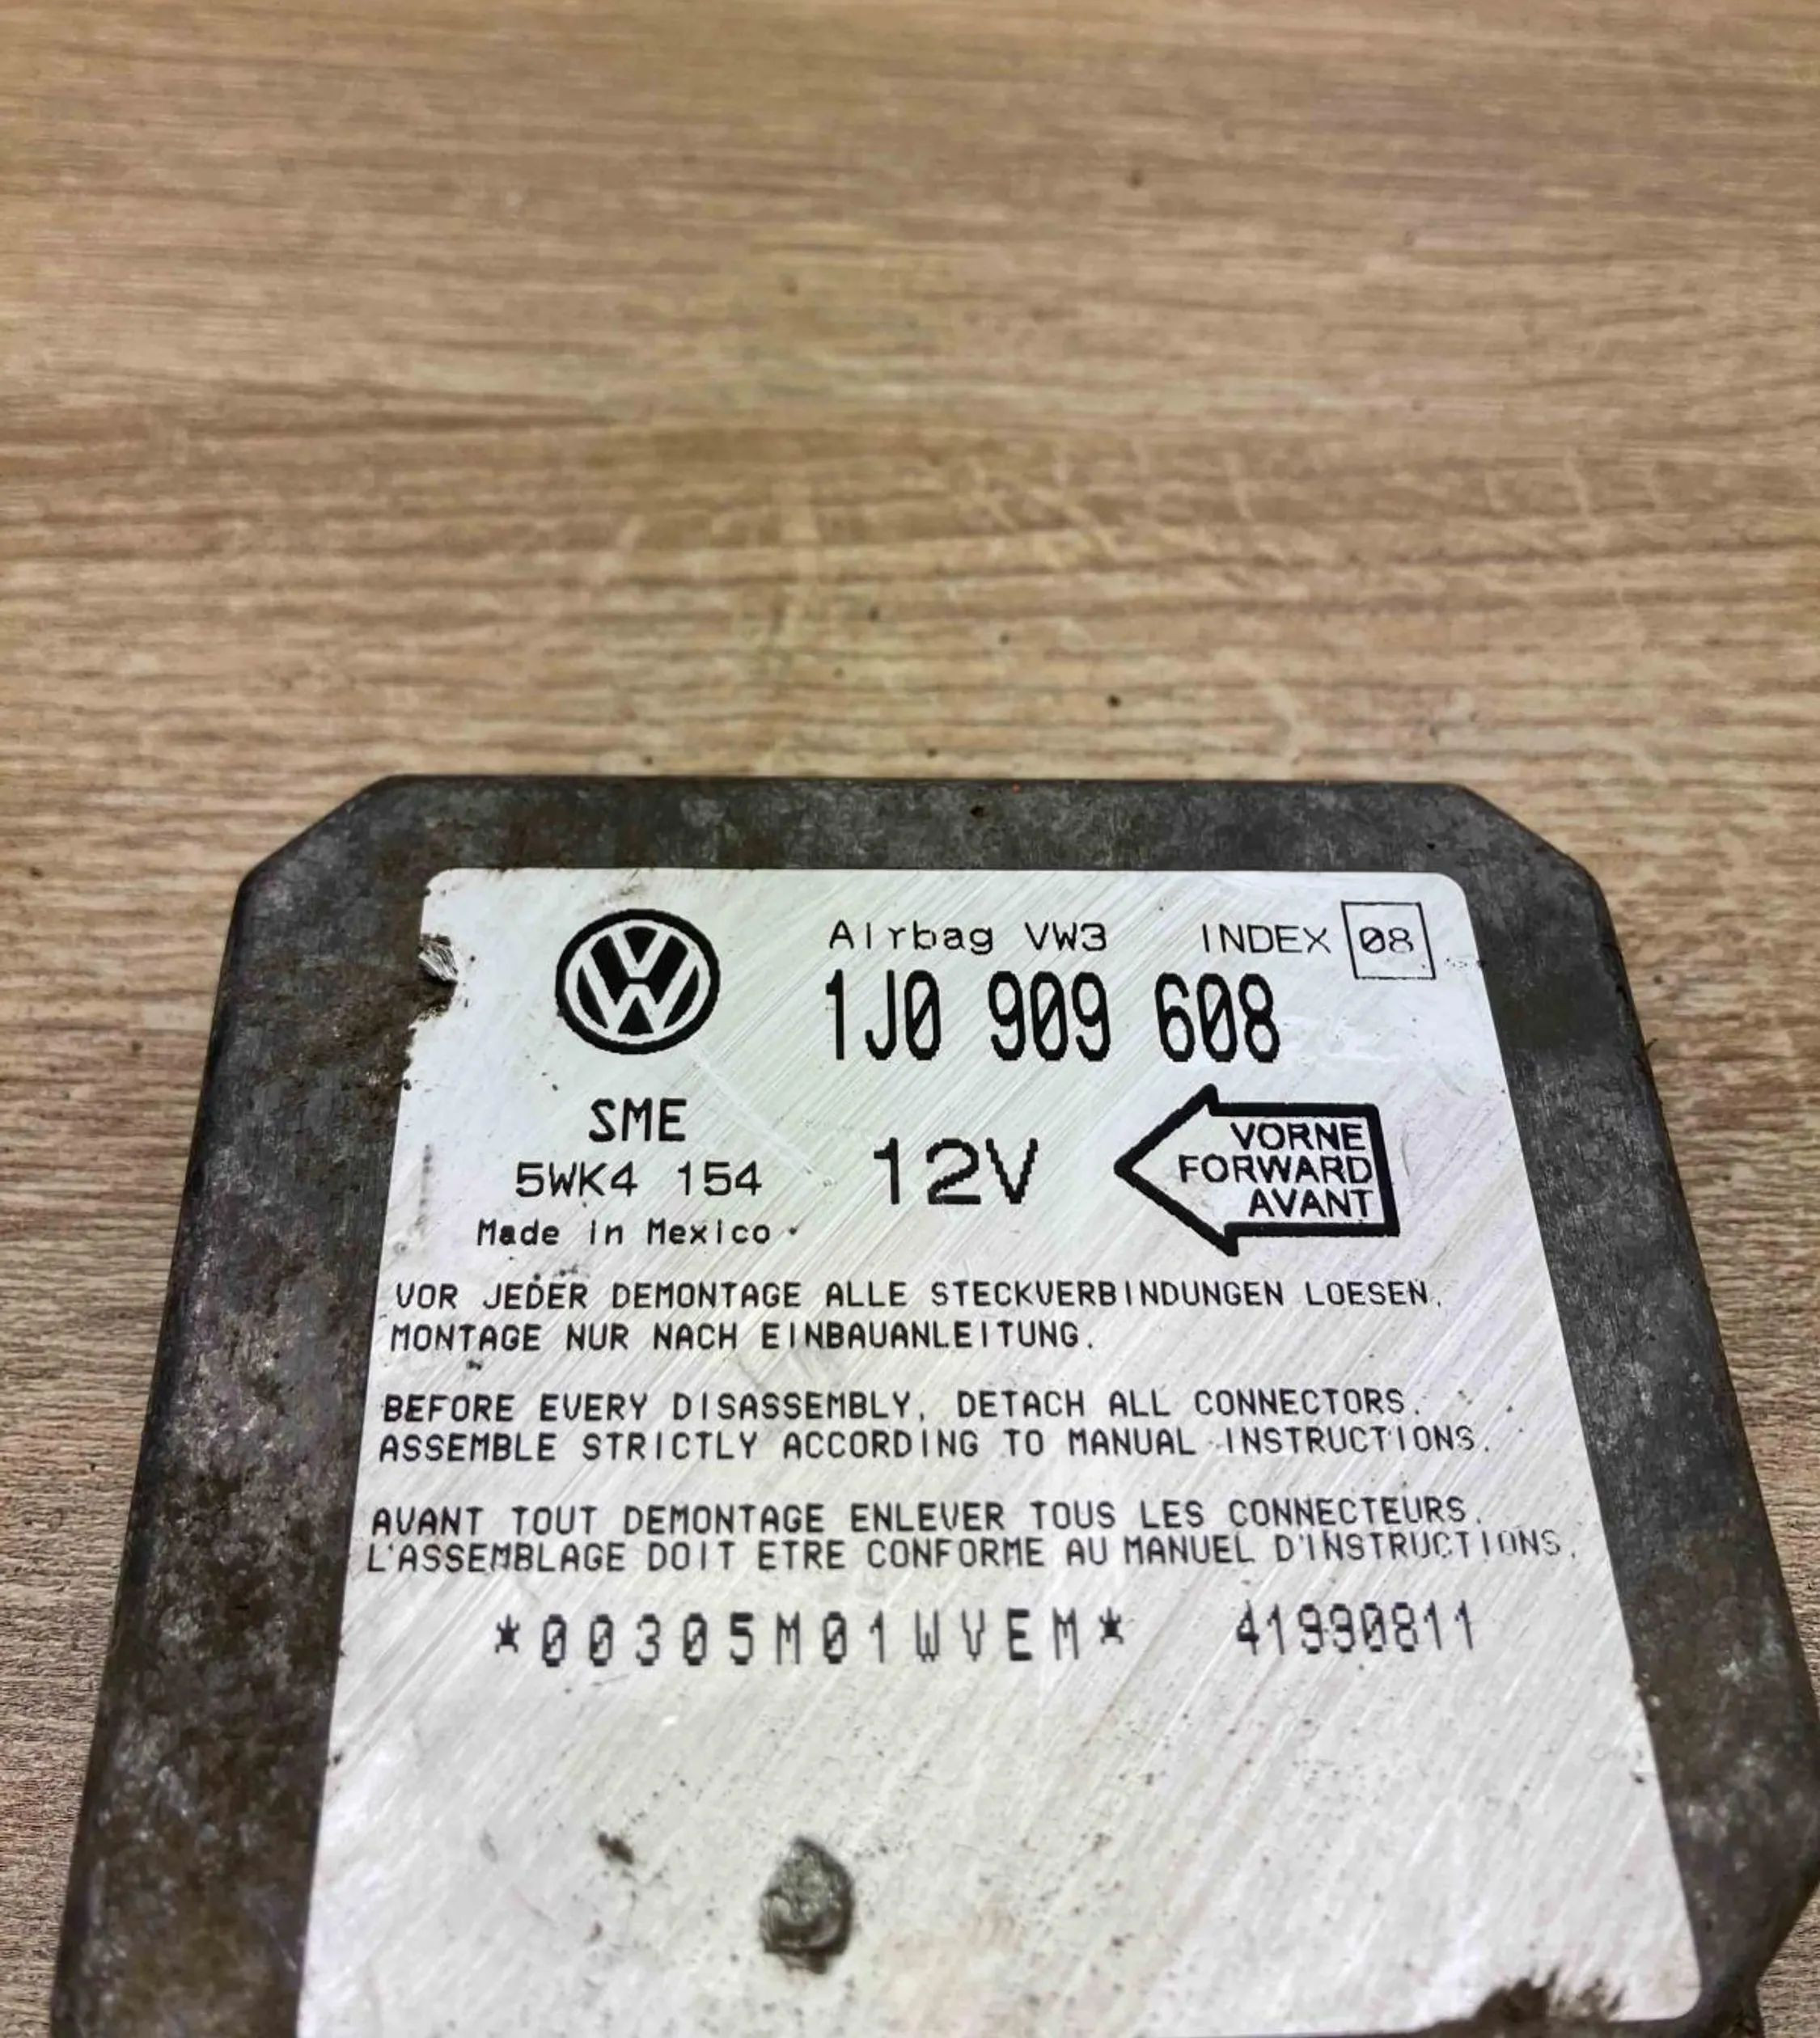 Airbag VW3 INDEX 08
1J0 909 608
SME
5WK4 154
Made in Mexico
12V
VORNE
FORWARD
AVANT
VOR JEDER DEMONTAGE ALLE STECKVERBINDUNGEN LOESEN.
MONTAGE NUR NACH EINBAUANLEITUNG.
BEFORE EVERY DISASSEMBLY, DETACH ALL CONNECTORS.
ASSEMBLE STRICTLY ACCORDING TO MANUAL INSTRUCTIONS.
AVANT TOUT DEMONTAGE ENLEVER TOUS LES CONNECTEURS.
L'ASSEMBLAGE DOIT ETRE CONFORME AU MANUEL D'INSTRUCTIONS.
*00305M01WVEM* 41990811